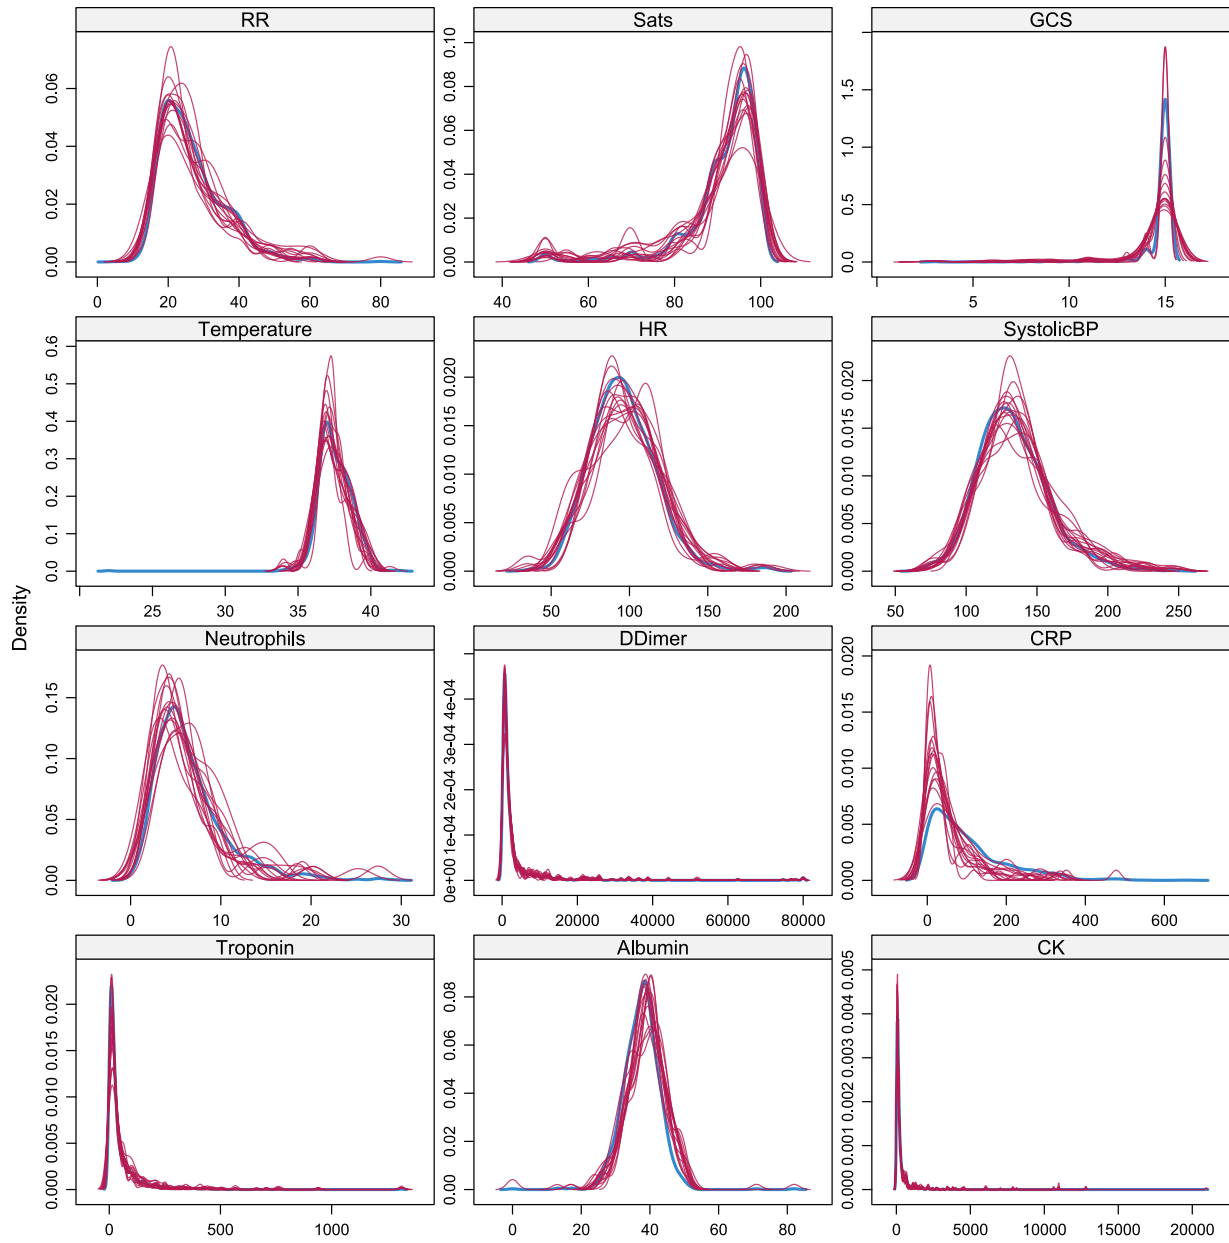 RR Sats GCS
0.00 0.02 0.04 0.06
0.00 0.02 0.04 0.06 0.08 0.10
0.0 0.5 1.0 1.5
0 20 40 60 80
40 60 80 100
5 10 15
Temperature HR SystolicBP
0.0 0.1 0.2 0.3 0.4 0.5 0.6
0.000 0.005 0.010 0.015 0.020
0.000 0.005 0.010 0.015 0.020
25 30 35 40
50 100 150 200
50 100 150 200 250
Density
Neutrophils DDimer CRP
0.00 0.05 0.10 0.15
0e+00 1e-04 2e-04 3e-04 4e-04
0.000 0.005 0.010 0.015 0.020
0 10 20 30
0 20000 40000 60000 80000
0 200 400 600
Troponin Albumin CK
0.000 0.005 0.010 0.015 0.020
0.00 0.02 0.04 0.06 0.08
0.000 0.001 0.002 0.003 0.004 0.005
0 500 1000
0 20 40 60 80
0 5000 10000 15000 20000